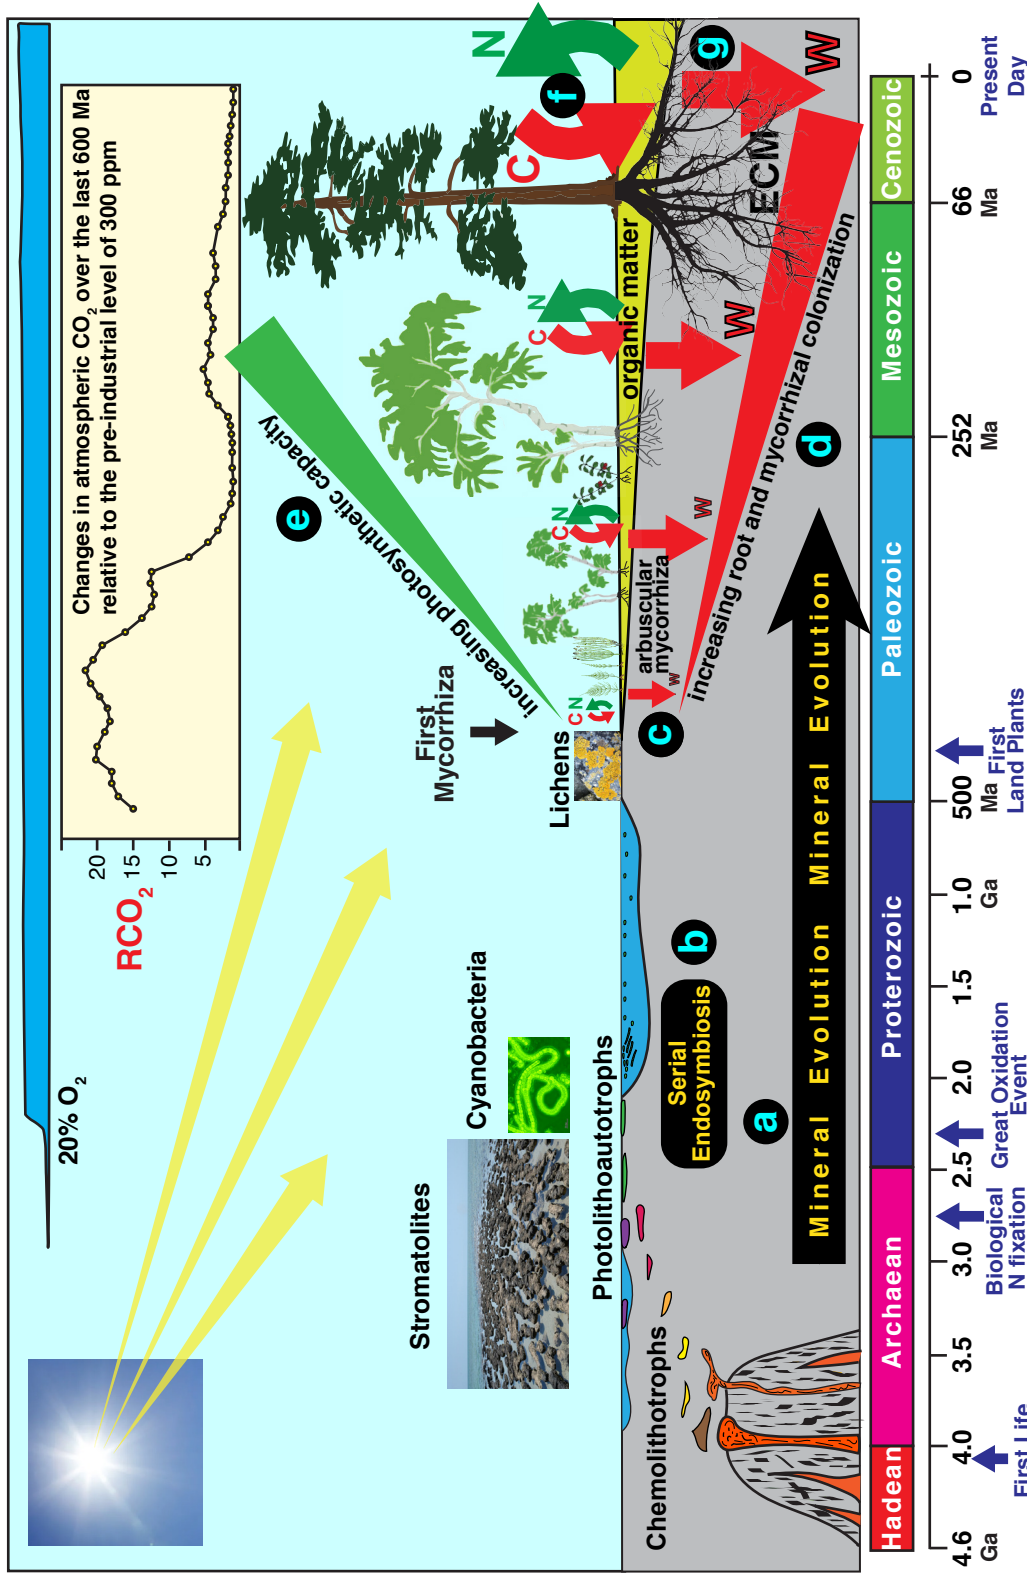 20% O2
Changes in atmospheric CO2 over the last 600 Ma
relative to the pre-industrial level of 300 ppm
RCO2
20
15
10
5
e
increasing photosynthetic capacity
First
Mycorrhiza
Lichens
Stromatolites
Cyanobacteria
Photolithoautotrophs
Chemolithotrophs
Serial
Endosymbiosis
a
b
c
d
f
g
C N
C N
C N
C
N
organic matter
arbuscular
mycorrhiza
w
w
W
W
ECM
increasing root and mycorrhizal colonization
Mineral Evolution Mineral Evolution
Hadean
Archaean
Proterozoic
Paleozoic
Mesozoic
Cenozoic
4.6 4.0 3.5 3.0 2.5 2.0 1.5 1.0 500 252 66 0
Ga Ga Ma Ma Ma
First Life
Biological
N fixation
Great Oxidation
Event
First
Land Plants
Present
Day